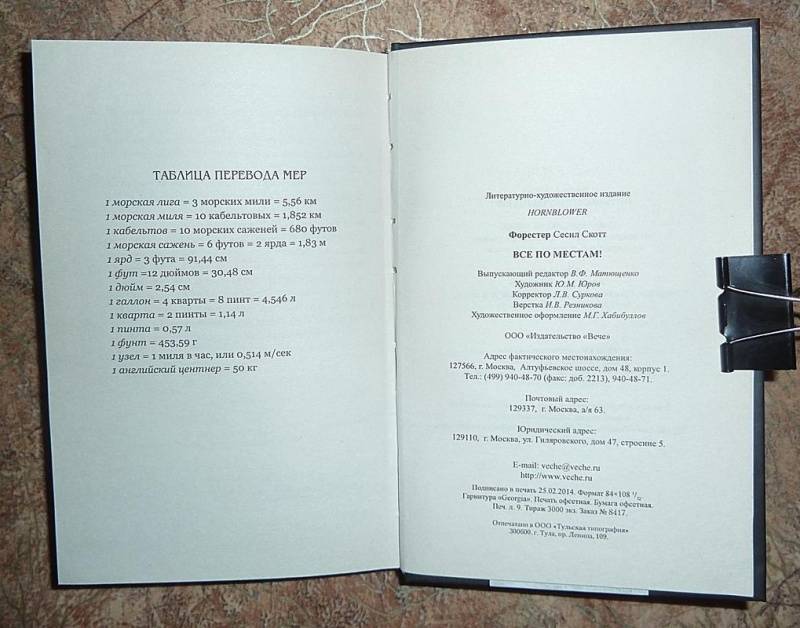 ТАБЛИЦА ПЕРЕВОДА МЕР
1 морская лига = 3 морских мили = 5,56 км
1 морская миля = 10 кабельтовых = 1,852 км
1 кабельтов = 10 морских саженей = 680 футов
1 морская сажень = 6 футов = 2 ярда = 1,83 м
1 ярд = 3 фута = 91,44 см
1 фут =12 дюймов = 30,48 см
1 дюйм = 2,54 см
1 галлон = 4 кварты = 8 пинт = 4,546 л
1 кварта = 2 пинты = 1,14 л
1 пинта = 0,57 л
1 фунт = 453,59 г
1 узел = 1 миля в час, или 0,514 м/сек
1 английский центнер = 50 кг
Литературно-художественное издание
HORNBLOWER
Форестер Сесил Скотт
ВСЕ ПО МЕСТАМ!
Выпускающий редактор В.Ф. Матющенко
Художник Ю.М. Юров
Корректор Л.В. Суркова
Верстка И.В. Резникова
Художественное оформление М.Г. Хабибуллов
ООО «Издательство «Вече»
Адрес фактического местонахождения:
127566, г. Москва, Алтуфьевское шоссе, дом 48, корпус 1.
Тел.: (499) 940-48-70 (факс: доб. 2213), 940-48-71.
Почтовый адрес:
129337, г. Москва, а/я 63.
Юридический адрес:
129110, г. Москва, ул. Гиляровского, дом 47, строение 5.
E-mail: veche@veche.ru
http://www.veche.ru
Подписано в печать 25.02.2014. Формат 84×108 1/32
Гарнитура «Georgia». Печать офсетная. Бумага офсетная.
Печ. л. 9. Тираж 3000 экз. Заказ № 8417.
Отпечатано в ООО «Тульская типография»
300600, г. Тула, пр. Ленина, 109.